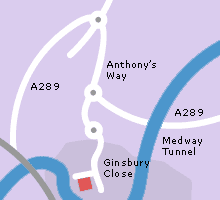 Anthony's
Way
A289
A289
Medway
Tunnel
Ginsbury
Close